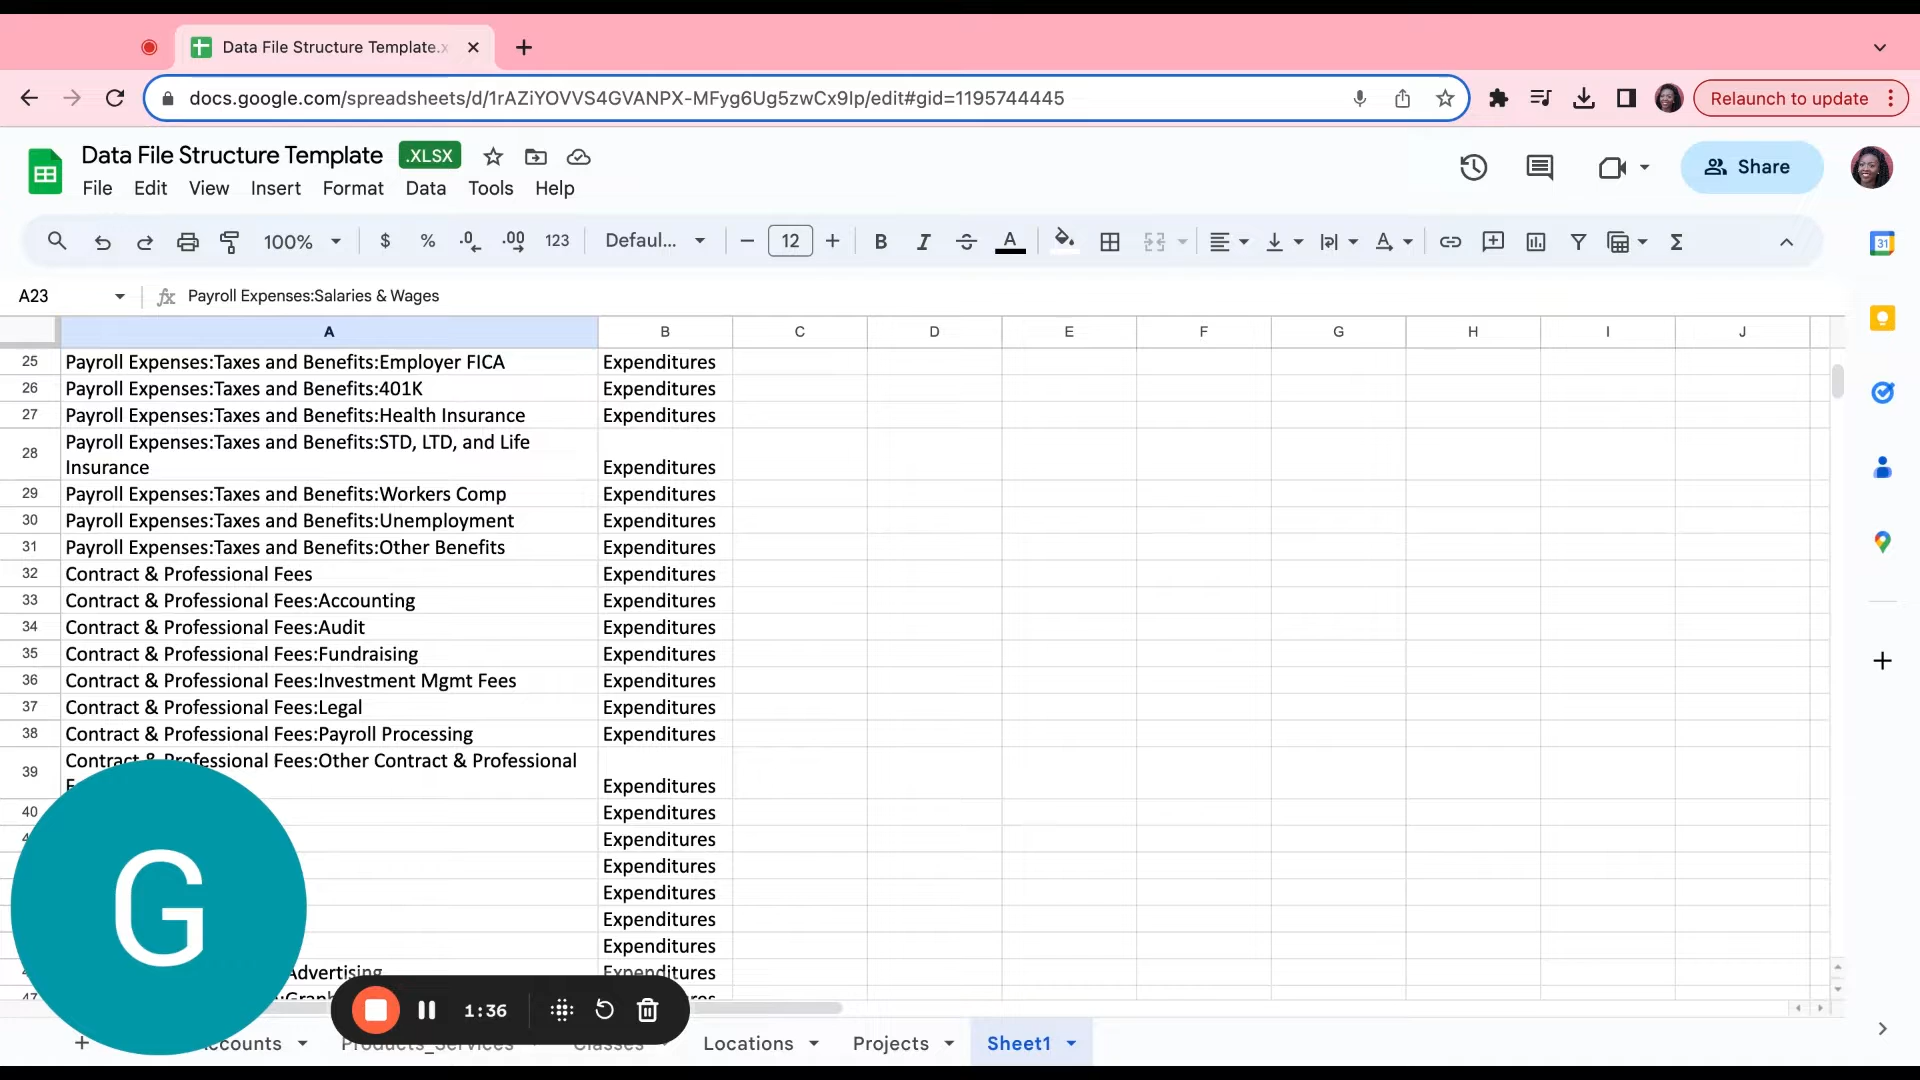 Data File Structure Template.x
docs.google.com/spreadsheets/d/1rAZiYOVVS4GVANPX-MFyg6Ug5zwCx9Ip/edit#gid=1195744445
Relaunch to update
Data File Structure Template .XLSX
File Edit View Insert Format Data Tools Help
Share
100% $ % .0 .00 123 Defaul... 12 B I S A
31
A23 fx Payroll Expenses:Salaries & Wages
A B C D E F G H I J
25 Payroll Expenses:Taxes and Benefits:Employer FICA Expenditures
26 Payroll Expenses:Taxes and Benefits:401K Expenditures
27 Payroll Expenses:Taxes and Benefits:Health Insurance Expenditures
Payroll Expenses:Taxes and Benefits:STD, LTD, and Life
28 Insurance Expenditures
29 Payroll Expenses:Taxes and Benefits:Workers Comp Expenditures
30 Payroll Expenses:Taxes and Benefits:Unemployment Expenditures
31 Payroll Expenses:Taxes and Benefits:Other Benefits Expenditures
32 Contract & Professional Fees Expenditures
33 Contract & Professional Fees:Accounting Expenditures
34 Contract & Professional Fees:Audit Expenditures
35 Contract & Professional Fees:Fundraising Expenditures
36 Contract & Professional Fees:Investment Mgmt Fees Expenditures
37 Contract & Professional Fees:Legal Expenditures
38 Contract & Professional Fees:Payroll Processing Expenditures
Contract & Professional Fees:Other Contract & Professional
39 Expenditures
40 Expenditures
Expenditures
Expenditures
Expenditures
Expenditures
Expenditures
Advertising Expenditures
47
G
1:36
Products_Services Classes Locations Projects Sheet1